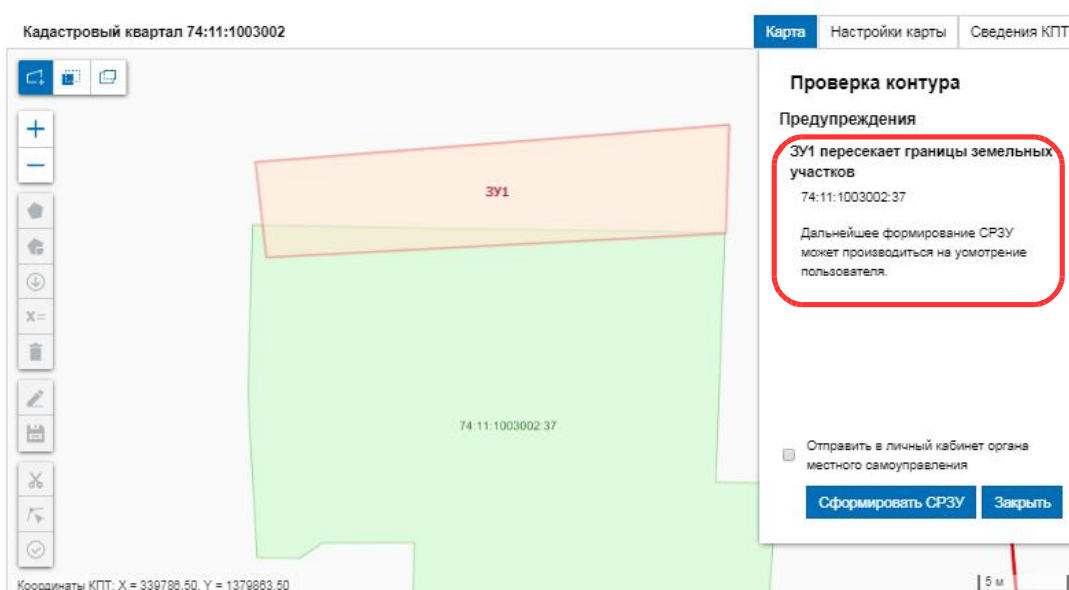 Кадастровый квартал 74:11:1003002
Карта
Настройки карты
Сведения КПТ
Проверка контура
Предупреждения
ЗУ1 пересекает границы земельных
участков
74:11:1003002:37
Дальнейшее формирование СРЗУ
может производиться на усмотрение
пользователя.
ЗУ1
X=
74:11:1003002:37
Отправить в личный кабинет органа
местного самоуправления
Сформировать СРЗУ
Закрыть
Координаты КПТ: X = 339786.50, Y = 1379863.50
5 м